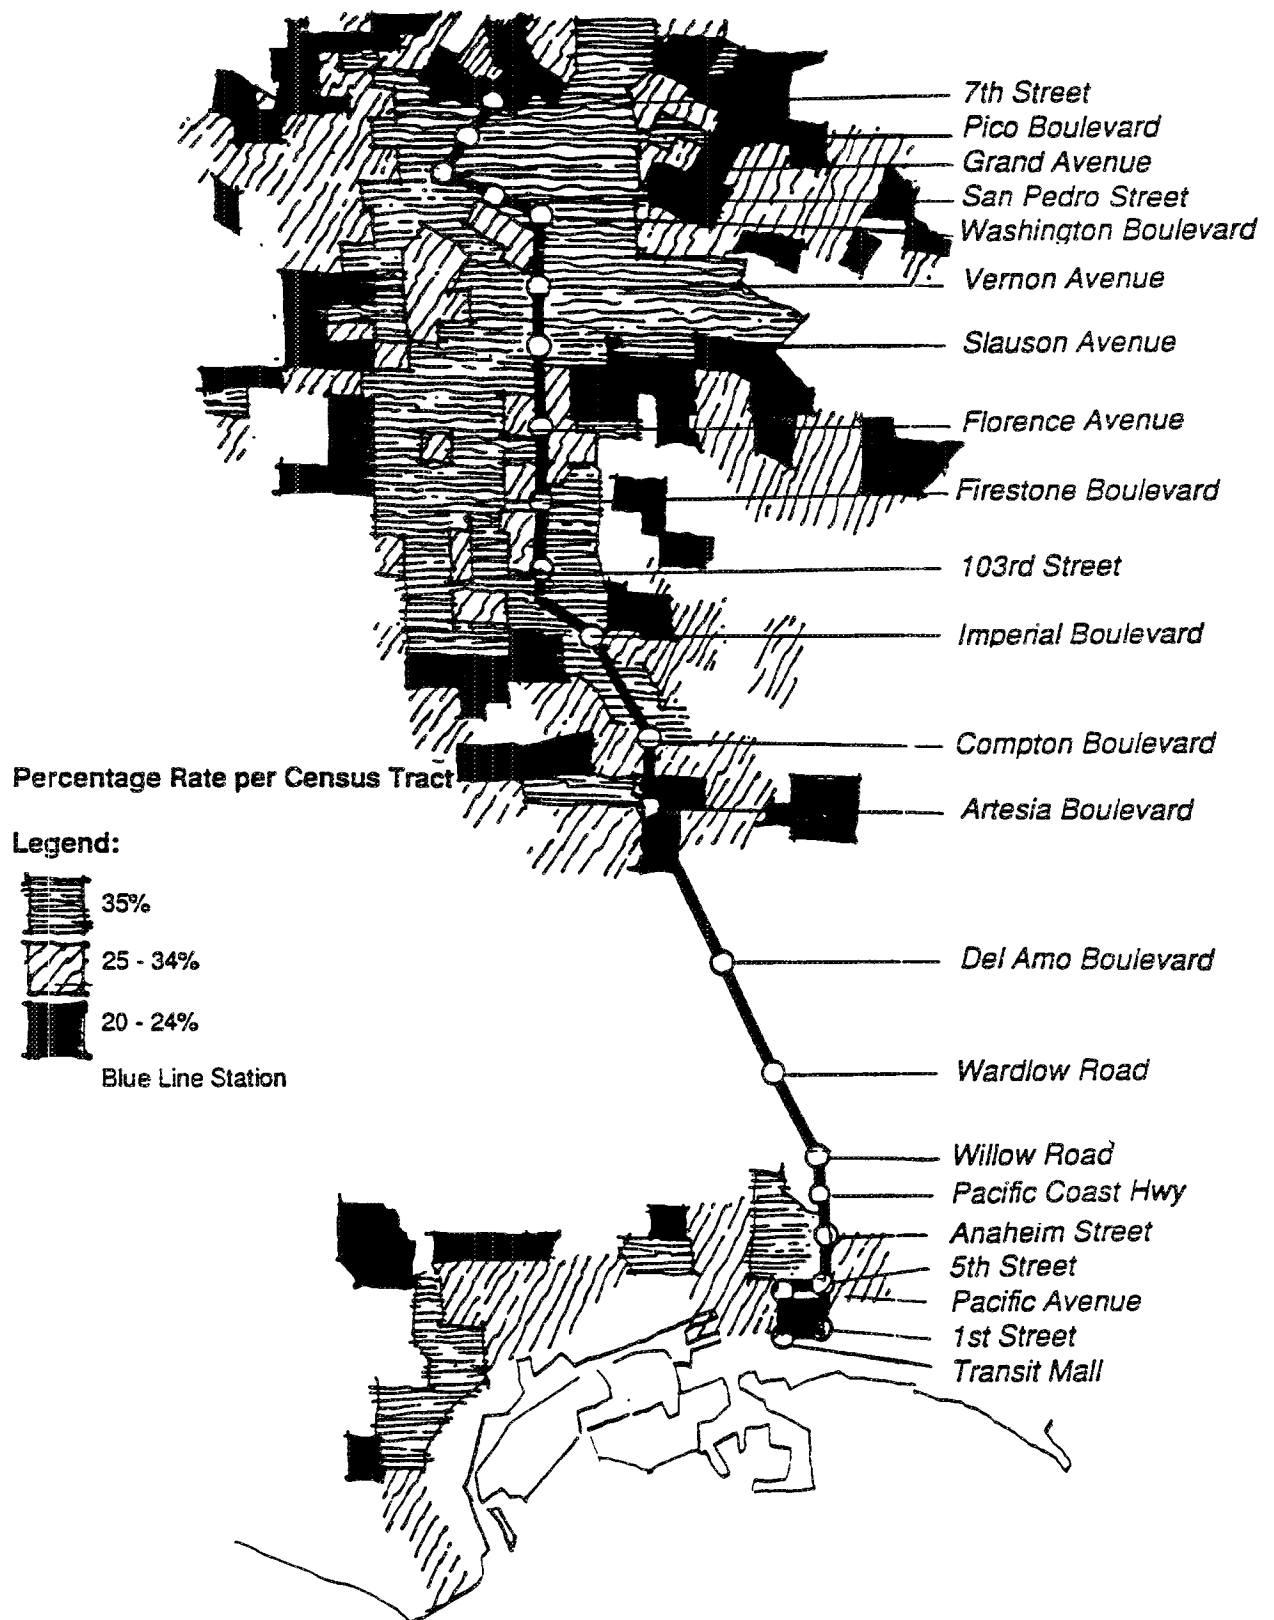 7th Street
Pico Boulevard
Grand Avenue
San Pedro Street
Washington Boulevard
Vernon Avenue
Slauson Avenue
Florence Avenue
Firestone Boulevard
103rd Street
Imperial Boulevard
Compton Boulevard
Percentage Rate per Census Tract
Artesia Boulevard
Legend:
35%
25 - 34%
20 - 24%
Blue Line Station
Del Amo Boulevard
Wardlow Road
Willow Road
Pacific Coast Hwy
Anaheim Street
5th Street
Pacific Avenue
1st Street
Transit Mall